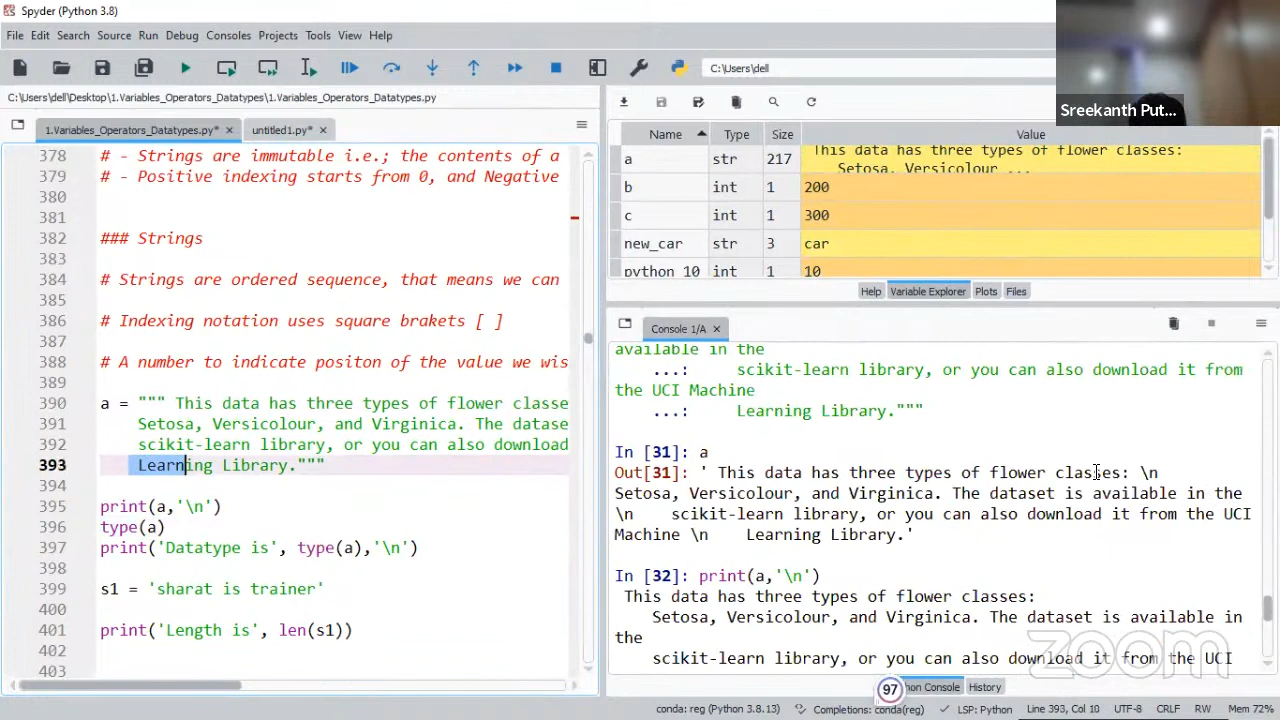 Spyder (Python 3.8)
File Edit Search Source Run Debug Consoles Projects Tools View Help
C:\Users\dell
Sreekanth Put...
C:\Users\dell\Desktop\1.Variables_Operators_Datatypes\1.Variables_Operators_Datatypes.py
1.Variables_Operators_Datatypes.py* untitled1.py*
378 # - Strings are immutable i.e.; the contents of a
379 # - Positive indexing starts from 0, and Negative
380
381
382 ### Strings
383
384 # Strings are ordered sequence, that means we can
385
386 # Indexing notation uses square brakets [ ]
387
388 # A number to indicate positon of the value we wis
389
390 a = """ This data has three types of flower classe
391 Setosa, Versicolour, and Virginica. The datase
392 scikit-learn library, or you can also download
393 Learning Library."""
394
395 print(a,'\n')
396 type(a)
397 print('Datatype is', type(a),'\n')
398
399 s1 = 'sharat is trainer'
400
401 print('Length is', len(s1))
402
403
Name Type Size Value
a str 217 This data has three types of flower classes:
Setosa, Versicolour ...
b int 1 200
c int 1 300
new_car str 3 car
python_10 int 1 10
Help Variable Explorer Plots Files
Console 1/A
available in the
...: scikit-learn library, or you can also download it from
the UCI Machine
...: Learning Library."""
In [31]: a
Out[31]: ' This data has three types of flower classes: \n
Setosa, Versicolour, and Virginica. The dataset is available in the
\n scikit-learn library, or you can also download it from the UCI
Machine \n Learning Library.'
In [32]: print(a,'\n')
This data has three types of flower classes:
Setosa, Versicolour, and Virginica. The dataset is available in
the
scikit-learn library, or you can also download it from the UCI
zoom
97 hon Console History
conda: reg (Python 3.8.13) Completions: conda(reg) LSP: Python Line 393, Col 10 UTF-8 CRLF RW Mem 72%